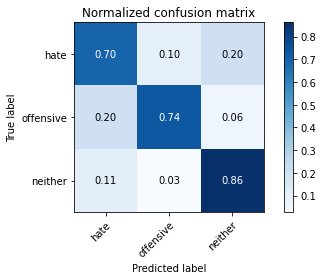 Normalized confusion matrix
True label
hate
0.70 0.10 0.20
offensive
0.20 0.74 0.06
neither
0.11 0.03 0.86
hate
offensive
neither
Predicted label
0.8
0.7
0.6
0.5
0.4
0.3
0.2
0.1